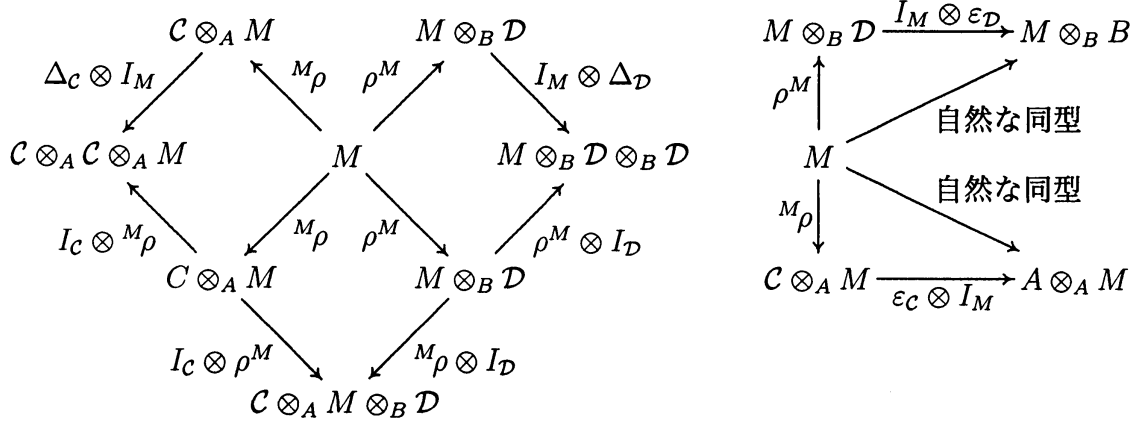 𝒞 ⊗_A M M ⊗_B 𝒟
Δ_𝒞 ⊗ I_M ^Mρ ρ^M I_M ⊗ Δ_𝒟
𝒞 ⊗_A 𝒞 ⊗_A M M M ⊗_B 𝒟 ⊗_B 𝒟
I_𝒞 ⊗ ^Mρ ^Mρ ρ^M ρ^M ⊗ I_𝒟
C ⊗_A M M ⊗_B 𝒟
I_𝒞 ⊗ ρ^M ^Mρ ⊗ I_𝒟
𝒞 ⊗_A M ⊗_B 𝒟
I_M ⊗ ε_𝒟
M ⊗_B 𝒟 M ⊗_B B
ρ^M
自然な同型
M
自然な同型
^Mρ
𝒞 ⊗_A M A ⊗_A M
ε_𝒞 ⊗ I_M